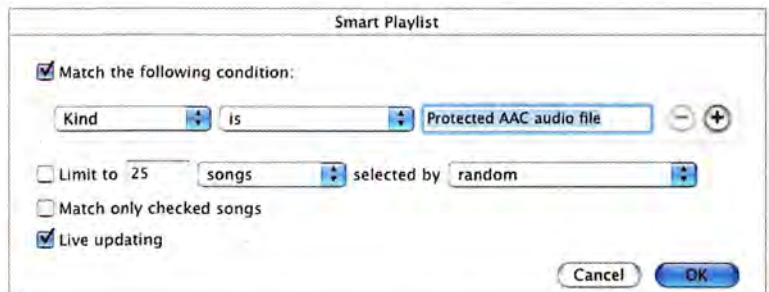 Smart Playlist
Match the following condition:
Kind is Protected AAC audio file
Limit to 25 songs selected by random
Match only checked songs
Live updating
Cancel OK